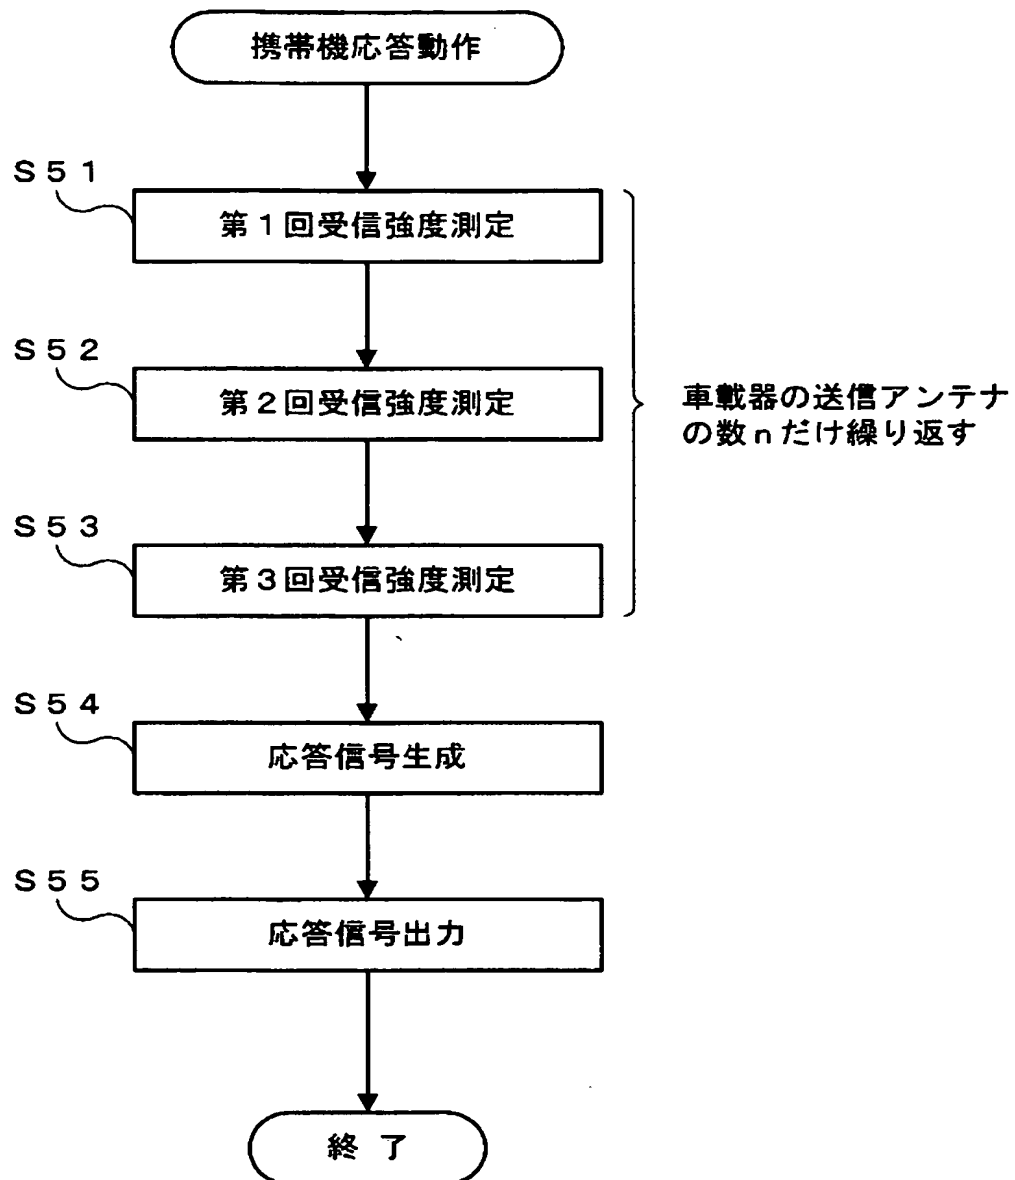 携帯機応答動作
Ｓ５１
第１回受信強度測定
Ｓ５２
第２回受信強度測定
車載器の送信アンテナ
の数ｎだけ繰り返す
Ｓ５３
第３回受信強度測定
Ｓ５４
応答信号生成
Ｓ５５
応答信号出力
終 了